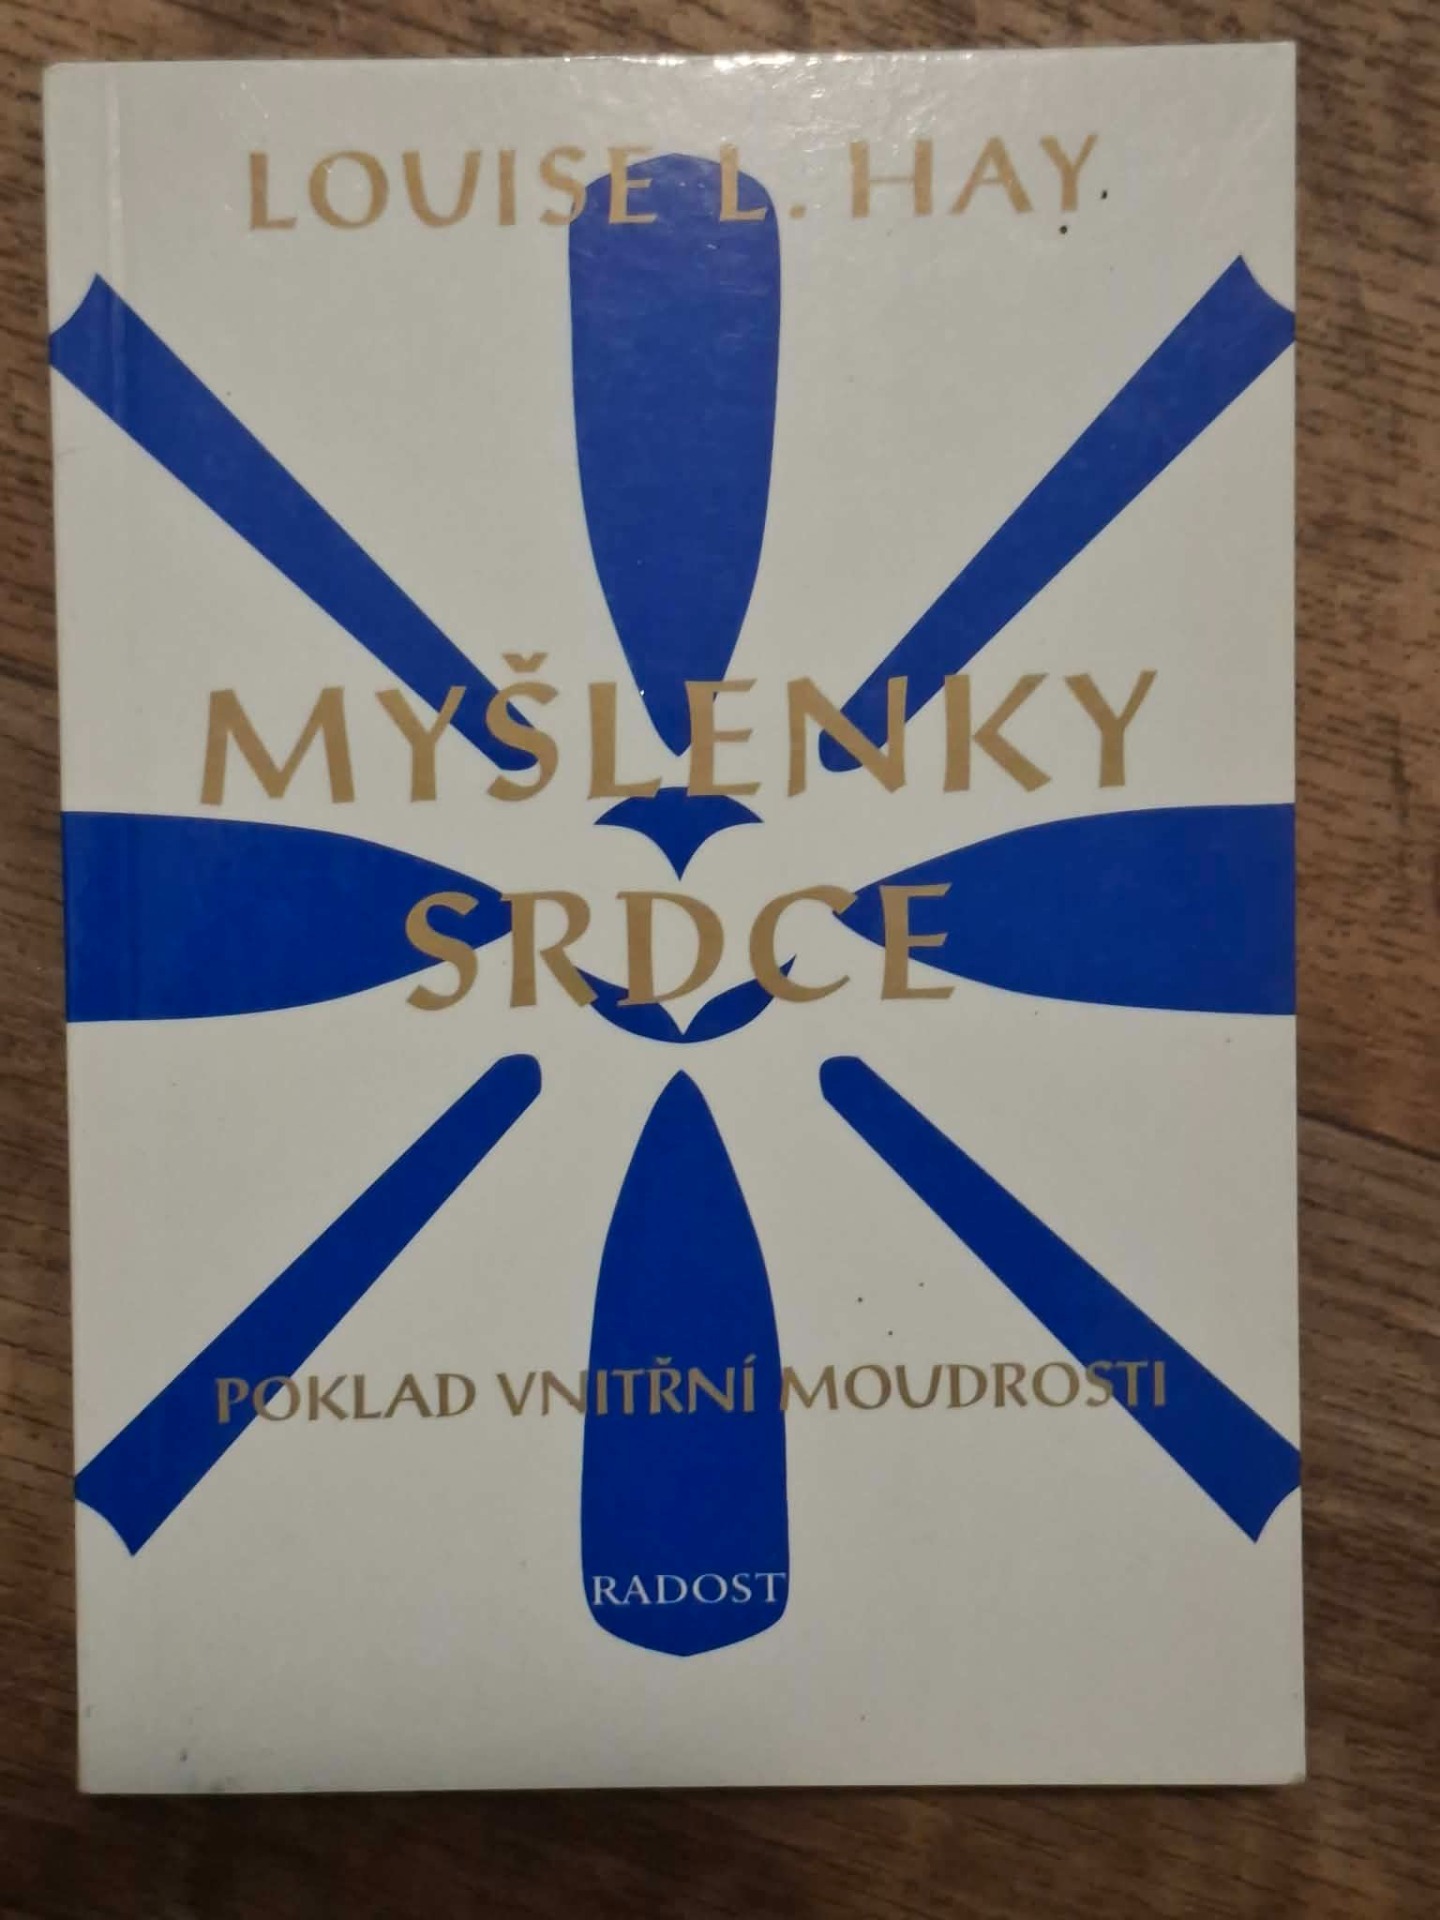 LOUISE L. HAY
MYŠLENKY
SRDCE
POKLAD VNITŘNÍ MOUDROSTI
RADOST